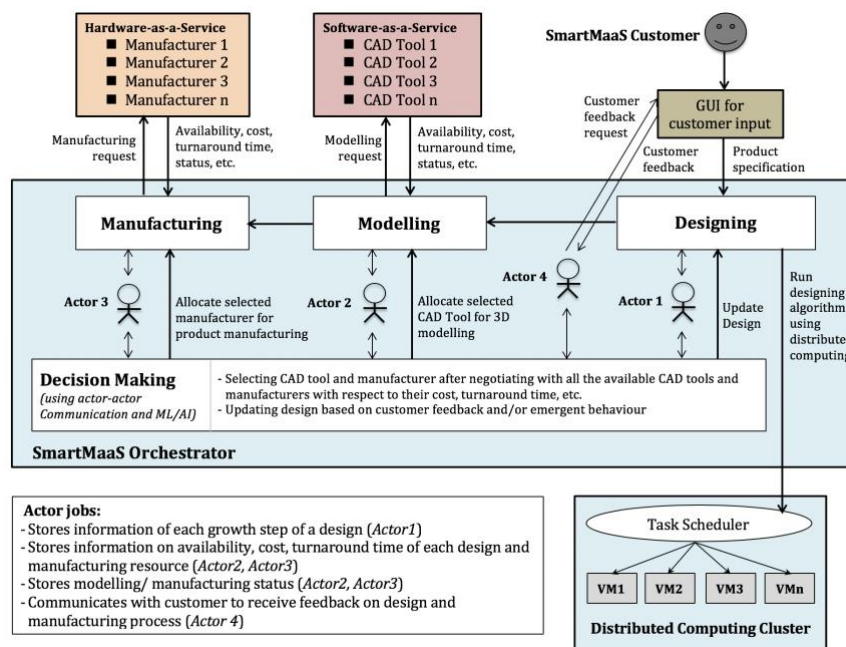 Hardware-as-a-Service
■ Manufacturer 1
■ Manufacturer 2
■ Manufacturer 3
■ Manufacturer n
Software-as-a-Service
■ CAD Tool 1
■ CAD Tool 2
■ CAD Tool 3
■ CAD Tool n
SmartMaaS Customer
GUI for
customer input
Manufacturing
request
Availability, cost,
turnaround time,
status, etc.
Modelling
request
Availability, cost,
turnaround time,
status, etc.
Customer
feedback
request
Customer
feedback
Product
specification
Manufacturing
Modelling
Designing
Actor 3
Allocate selected
manufacturer for
product manufacturing
Actor 2
Allocate selected
CAD Tool for 3D
modelling
Actor 4
Actor 1
Update
Design
Run
designing
algorithm
using
distribute
computing
Decision Making
(using actor-actor
Communication and ML/AI)
- Selecting CAD tool and manufacturer after negotiating with all the available CAD tools and
manufacturers with respect to their cost, turnaround time, etc.
- Updating design based on customer feedback and/or emergent behaviour
SmartMaaS Orchestrator
Actor jobs:
- Stores information of each growth step of a design (Actor1)
- Stores information on availability, cost, turnaround time of each design and
manufacturing resource (Actor2, Actor3)
- Stores modelling/ manufacturing status (Actor2, Actor3)
- Communicates with customer to receive feedback on design and
manufacturing process (Actor 4)
Task Scheduler
VM1
VM2
VM3
VMn
Distributed Computing Cluster